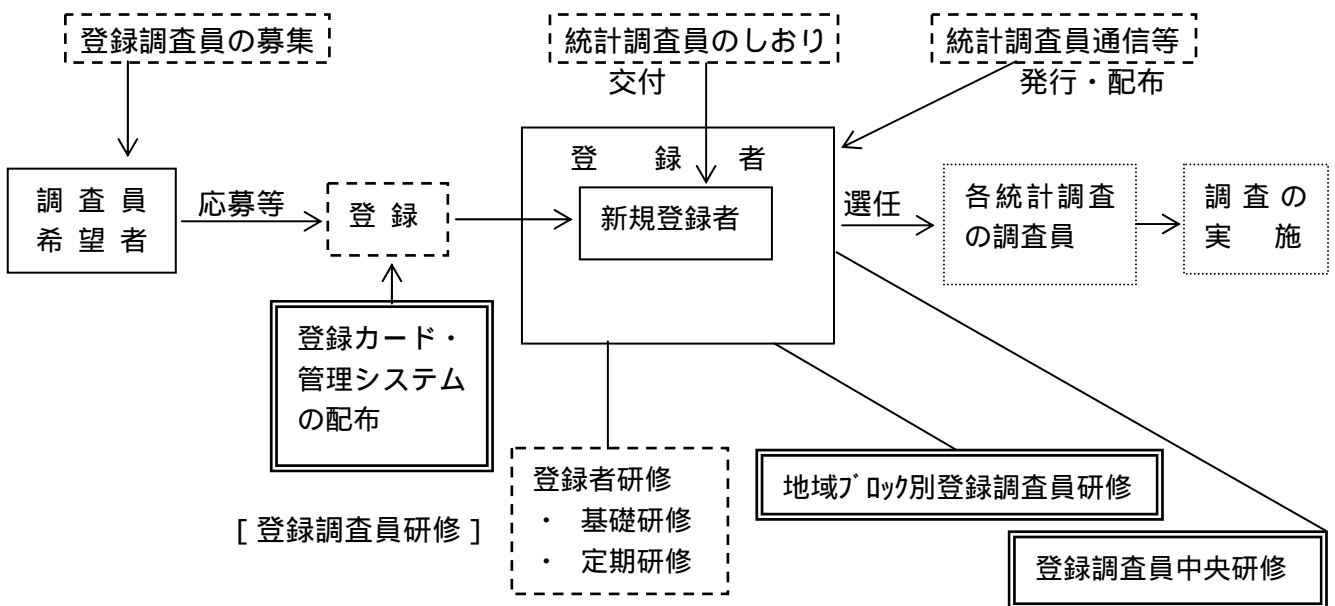 登録調査員の募集
統計調査員のしおり
統計調査員通信等
交付
発行・配布
登録者
調査員
希望者
応募等
登録
新規登録者
選任
各統計調査
の調査員
調査の
実施
登録カード・
管理システム
の配布
登録者研修
・ 基礎研修
・ 定期研修
[ 登録調査員研修 ]
地域ﾌﾞﾛｯｸ別登録調査員研修
登録調査員中央研修